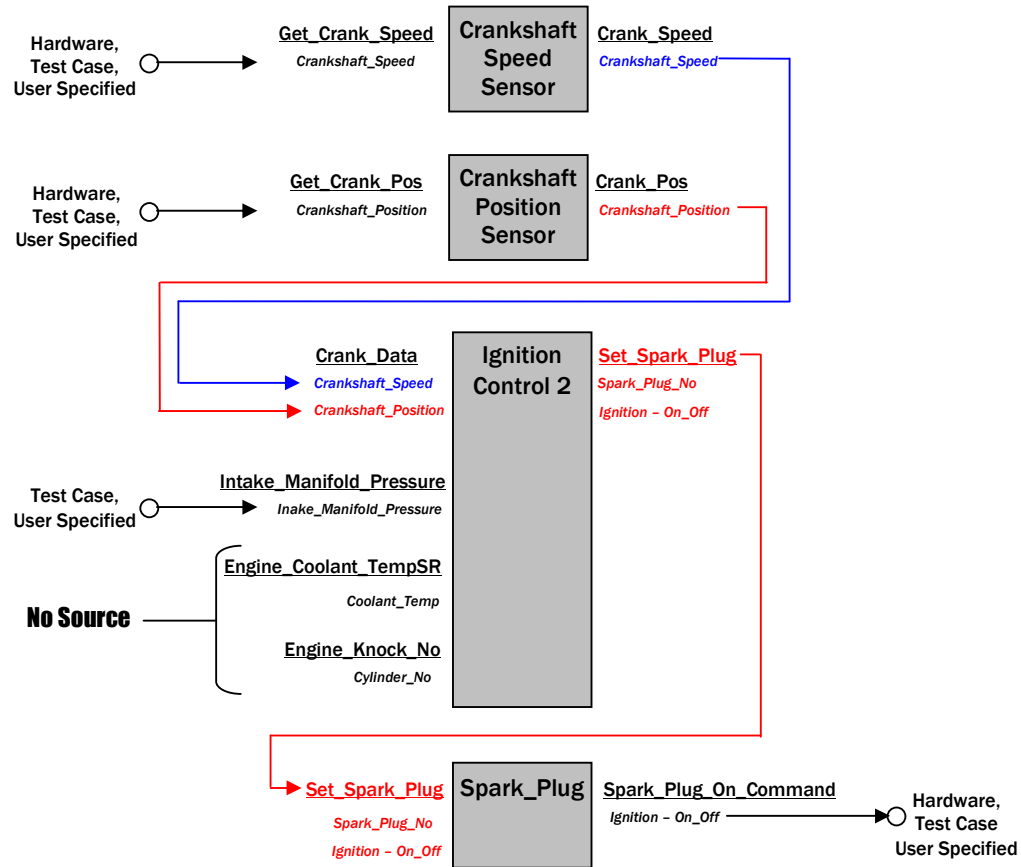 Hardware,
Test Case,
User Specified
Get_Crank_Speed
Crankshaft_Speed
Crankshaft
Speed
Sensor
Crank_Speed
Crankshaft_Speed
Hardware,
Test Case,
User Specified
Get_Crank_Pos
Crankshaft_Position
Crankshaft
Position
Sensor
Crank_Pos
Crankshaft_Position
Crank_Data
Crankshaft_Speed
Crankshaft_Position
Ignition
Control 2
Set_Spark_Plug
Spark_Plug_No
Ignition – On_Off
Test Case,
User Specified
Intake_Manifold_Pressure
Inake_Manifold_Pressure
No Source
Engine_Coolant_TempSR
Coolant_Temp
Engine_Knock_No
Cylinder_No
Set_Spark_Plug
Spark_Plug_No
Ignition – On_Off
Spark_Plug
Spark_Plug_On_Command
Ignition – On_Off
Hardware,
Test Case
User Specified